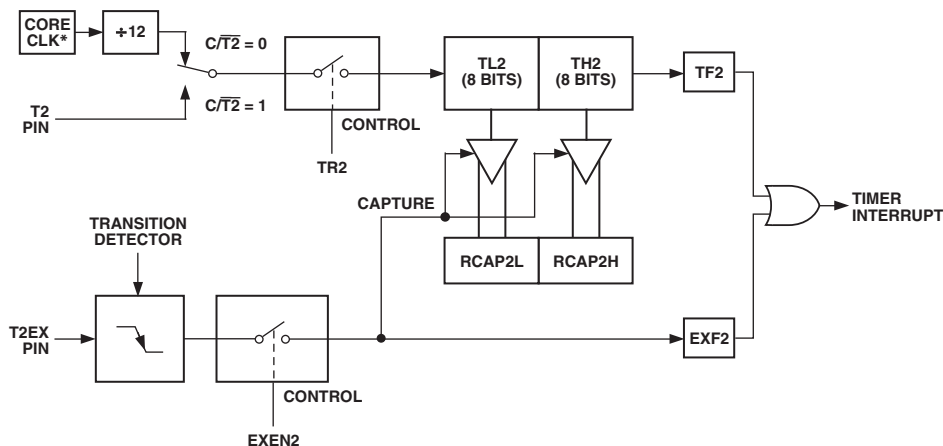 CORE
CLK*
÷12
C/T2 = 0
C/T2 = 1
T2
PIN
CONTROL
TR2
TL2
(8 BITS)
TH2
(8 BITS)
TF2
CAPTURE
TIMER
INTERRUPT
TRANSITION
DETECTOR
RCAP2L
RCAP2H
T2EX
PIN
CONTROL
EXEN2
EXF2